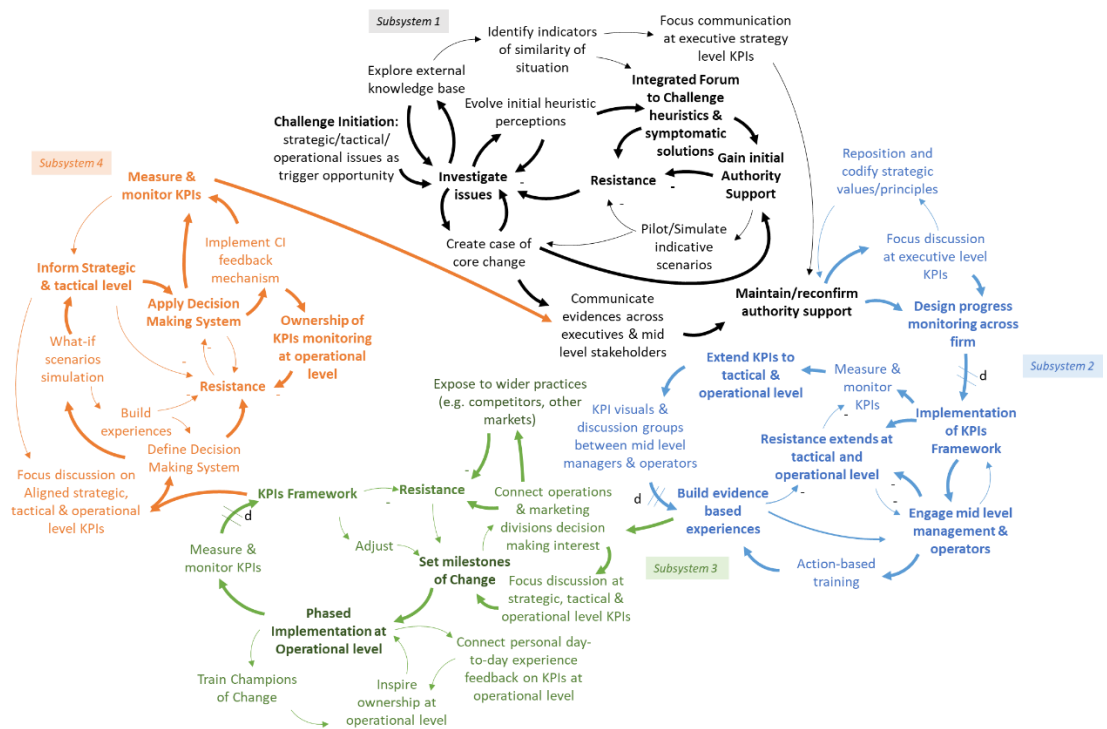 Subsystem 1
Identify indicators
of similarity of
situation
Focus communication
at executive strategy
level KPIs
Explore external
knowledge base
Integrated Forum
to Challenge
heuristics &
symptomatic
solutions
Evolve initial heuristic
perceptions
Challenge Initiation:
strategic/tactical/
operational issues as
trigger opportunity
Investigate
issues
-
Resistance
-
-
Gain initial
Authority
Support
Pilot/Simulate
indicative
scenarios
Create case of
core change
Communicate
evidences across
executives & mid
level stakeholders
Maintain/reconfirm
authority support
Reposition and
codify strategic
values/principles
Focus discussion
at executive level
KPIs
Design progress
monitoring across
firm
Subsystem 2
d
Implementation
of KPIs
Framework
Measure &
monitor KPIs
Extend KPIs to
tactical &
operational level
KPI visuals &
discussion groups
between mid level
managers & operators
Resistance extends at
tactical and
operational level
-
-
-
-
-
Engage mid level
management &
operators
Action-based
training
d
Build evidence
based
experiences
Subsystem 3
Expose to wider practices
(e.g. competitors, other
markets)
-
Resistance
-
-
Connect operations
& marketing
divisions decision
making interest
KPIs Framework
d
Adjust
Set milestones
of Change
Focus discussion at
strategic, tactical &
operational level KPIs
Measure &
monitor KPIs
Phased
Implementation at
Operational level
Connect personal day-
to-day experience
feedback on KPIs at
operational level
Train Champions
of Change
Inspire
ownership at
operational level
Subsystem 4
Measure &
monitor KPIs
Implement CI
feedback
mechanism
Inform Strategic
& tactical level
Apply Decision
Making System
Ownership of
KPIs monitoring
at operational
level
What-if
scenarios
simulation
-
-
-
-
-
Resistance
Build
experiences
Define Decision
Making System
Focus discussion on
Aligned strategic,
tactical & operational
level KPIs